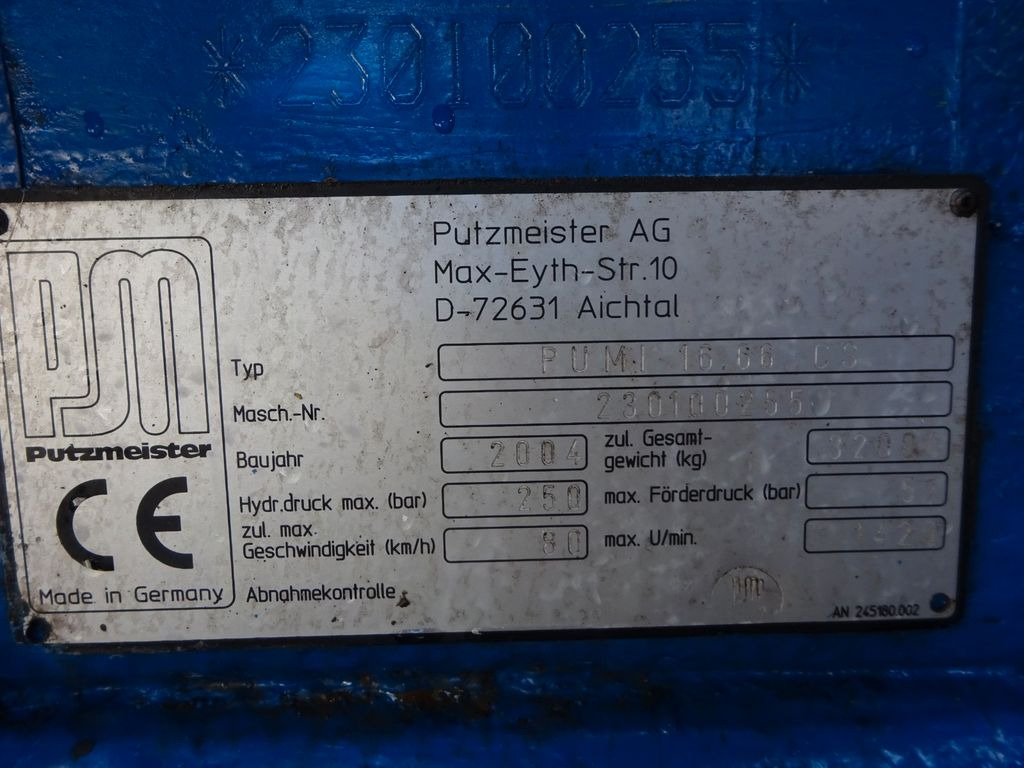 *230100255*
PM
Putzmeister
CE
Made in Germany
Putzmeister AG
Max-Eyth-Str.10
D-72631 Aichtal
Typ PUMI 16.66 CS
Masch.-Nr. 230100255
Baujahr 2004
zul. Gesamt-
gewicht (kg)
Hydr.druck max. (bar) 250
max. Förderdruck (bar)
zul. max.
Geschwindigkeit (km/h) 80
max. U/min.
Abnahmekontrolle
AN 245180.002